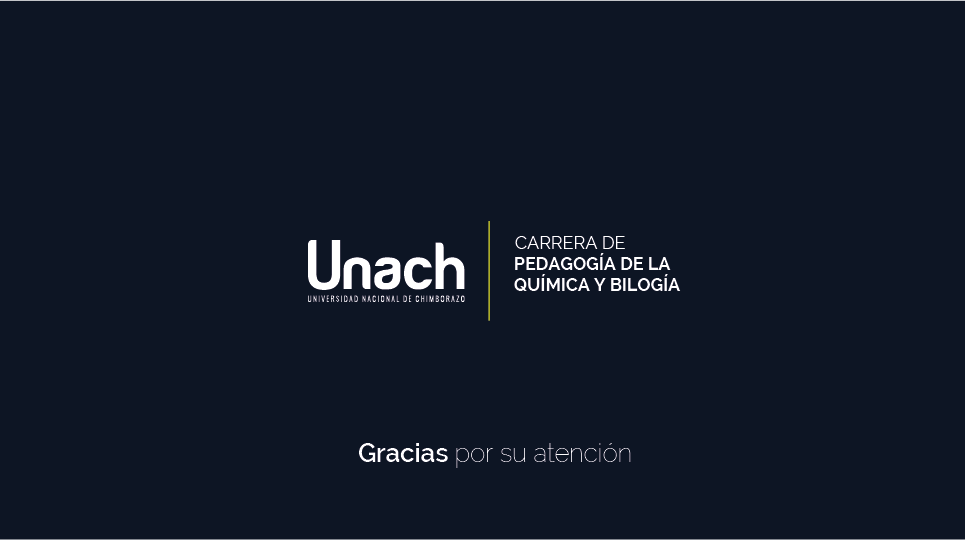 Unach
UNIVERSIDAD NACIONAL DE CHIMBORAZO
CARRERA DE
PEDAGOGÍA DE LA
QUÍMICA Y BILOGÍA
Gracias por su atención